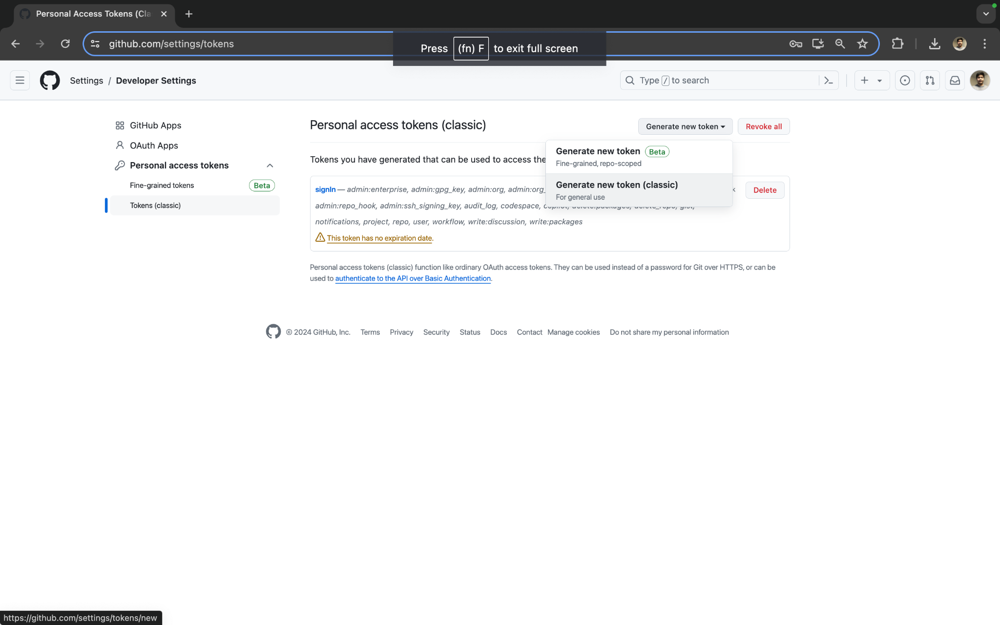 Personal Access Tokens (Cla
github.com/settings/tokens
Press (fn) F to exit full screen
Settings / Developer Settings
Type / to search
GitHub Apps
OAuth Apps
Personal access tokens
Fine-grained tokens Beta
Tokens (classic)
Personal access tokens (classic)
Generate new token
Revoke all
Generate new token Beta
Fine-grained, repo-scoped
Generate new token (classic)
For general use
Tokens you have generated that can be used to access the
signIn — admin:enterprise, admin:gpg_key, admin:org, admin:org_
Delete
admin:repo_hook, admin:ssh_signing_key, audit_log, codespace, copilot, delete:packages, delete_repo, gist,
notifications, project, repo, user, workflow, write:discussion, write:packages
This token has no expiration date.
Personal access tokens (classic) function like ordinary OAuth access tokens. They can be used instead of a password for Git over HTTPS, or can be
used to authenticate to the API over Basic Authentication.
© 2024 GitHub, Inc. Terms Privacy Security Status Docs Contact Manage cookies Do not share my personal information
https://github.com/settings/tokens/new